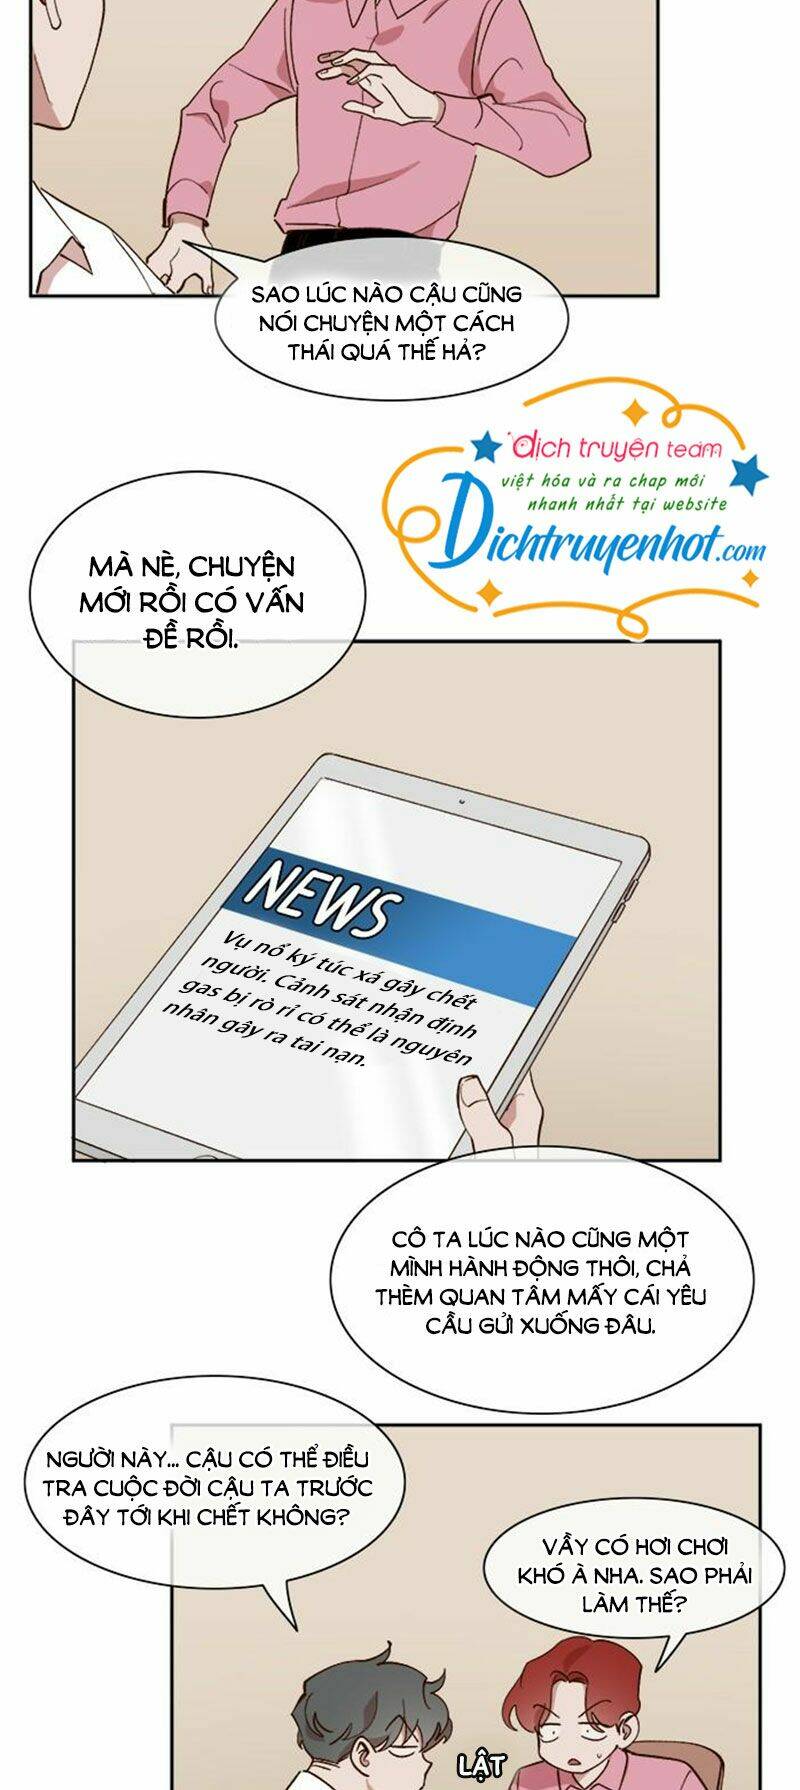 SAO LÚC NÀO CẬU CŨNG
NÓI CHUYỆN MỘT CÁCH
THÁI QUÁ THẾ HẢ?
dịch truyện team
việt hóa và ra chap mới
nhanh nhất tại website
Dichtruyenhot.com
MÀ NÈ, CHUYỆN
MỚI RỒI CÓ VẤN
ĐỀ RỒI.
NEWS
Vụ nổ ký túc xá gây chết
người. Cảnh sát nhận định
gas bị rò rỉ có thể là nguyên
nhân gây ra tai nạn.
CÔ TA LÚC NÀO CŨNG MỘT
MÌNH HÀNH ĐỘNG THÔI, CHẢ
THÈM QUAN TÂM MẤY CÁI YÊU
CẦU GỬI XUỐNG ĐÂU.
NGƯỜI NÀY... CẬU CÓ THỂ ĐIỀU
TRA CUỘC ĐỜI CẬU TA TRƯỚC
ĐÂY TỚI KHI CHẾT KHÔNG?
VẦY CÓ HƠI CHƠI
KHÓ À NHA. SAO PHẢI
LÀM THẾ?
LẬT